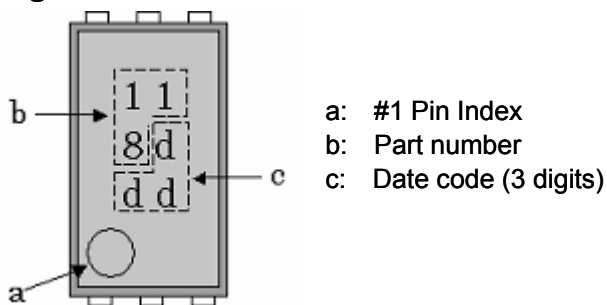 b
1 1
8 d
d d
c
a
a: #1 Pin Index
b: Part number
c: Date code (3 digits)